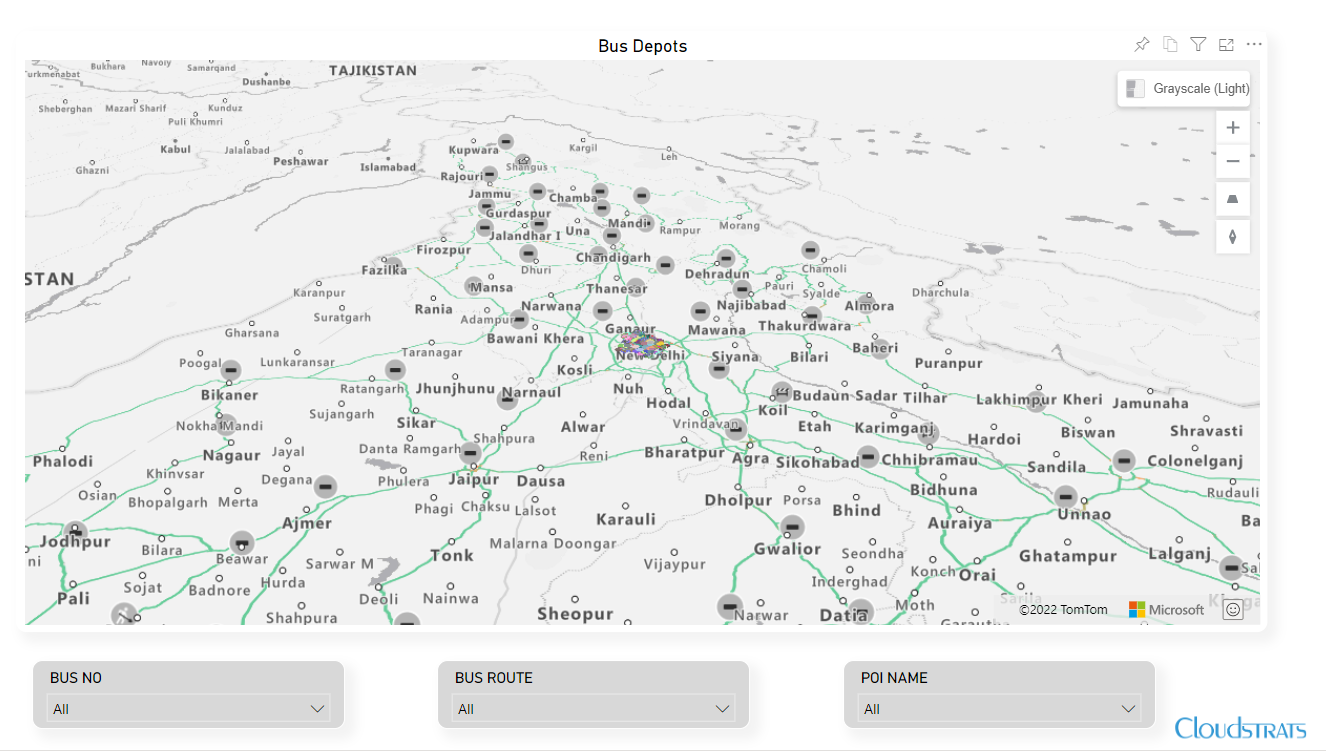 Bus Depots
Bukhara
Navoiy
Samarqand
TAJIKISTAN
urkmenabat
Dushanbe
Grayscale (Light)
Sheberghan
Mazari Sharif
Kunduz
Puli Khumri
Kabul
Jalalabad
Peshawar
Islamabad
Kupwara
Kargil
Leh
Shangus
Ghazni
Rajouri
Jammu
Chamba
Gurdaspur
Mandi
Rampur
Morang
Jalandhar I
Una
Firozpur
Chandigarh
Fazilka
Dhuri
Dehradun
Chamoli
STAN
Karanpur
Mansa
Thanesar
Pauri
Syalde
Dharchula
Rania
Narwana
Najibabad
Almora
Suratgarh
Adampur
Gharsana
Bawani Khera
Ganaur
Mawana
Thakurdwara
Taranagar
New Delhi
Siyana
Bilari
Baheri
Poogal
Lunkaransar
Kosli
Puranpur
Bikaner
Ratangarh
Jhunjhunu
Narnaul
Nuh
Hodal
Koil
Budaun
Sadar
Tilhar
Lakhimpur Kheri
Jamunaha
Sujangarh
Sikar
Alwar
Vrindavan
Etah
Karimganj
Nokha
Mandi
Hardoi
Biswan
Shravasti
Nagaur
Jayal
Danta Ramgarh
Shahpura
Reni
Bharatpur
Agra
Sikohabad
Chhibramau
Sandila
Colonelganj
Phalodi
Khinvsar
Degana
Phulera
Jaipur
Dausa
Bidhuna
Rudauli
Osian
Bhopalgarh
Merta
Phagi
Chaksu
Lalsot
Dholpur
Porsa
Bhind
Auraiya
Unnao
Ba
Ajmer
Karauli
Jodhpur
Bilara
Beawar
Sarwar M
Tonk
Malarna Doongar
Vijaypur
Gwalior
Seondha
Ghatampur
Lalganj
ni
Sojat
Badnore
Hurda
Inderghad
Konch
Orai
Pali
Deoli
Nainwa
Shahpura
Sheopur
Narwar
Datia
Moth
Sarila
©2022 TomTom
Microsoft
BUS NO
BUS ROUTE
POI NAME
All
All
All
CLOUDSTRATS